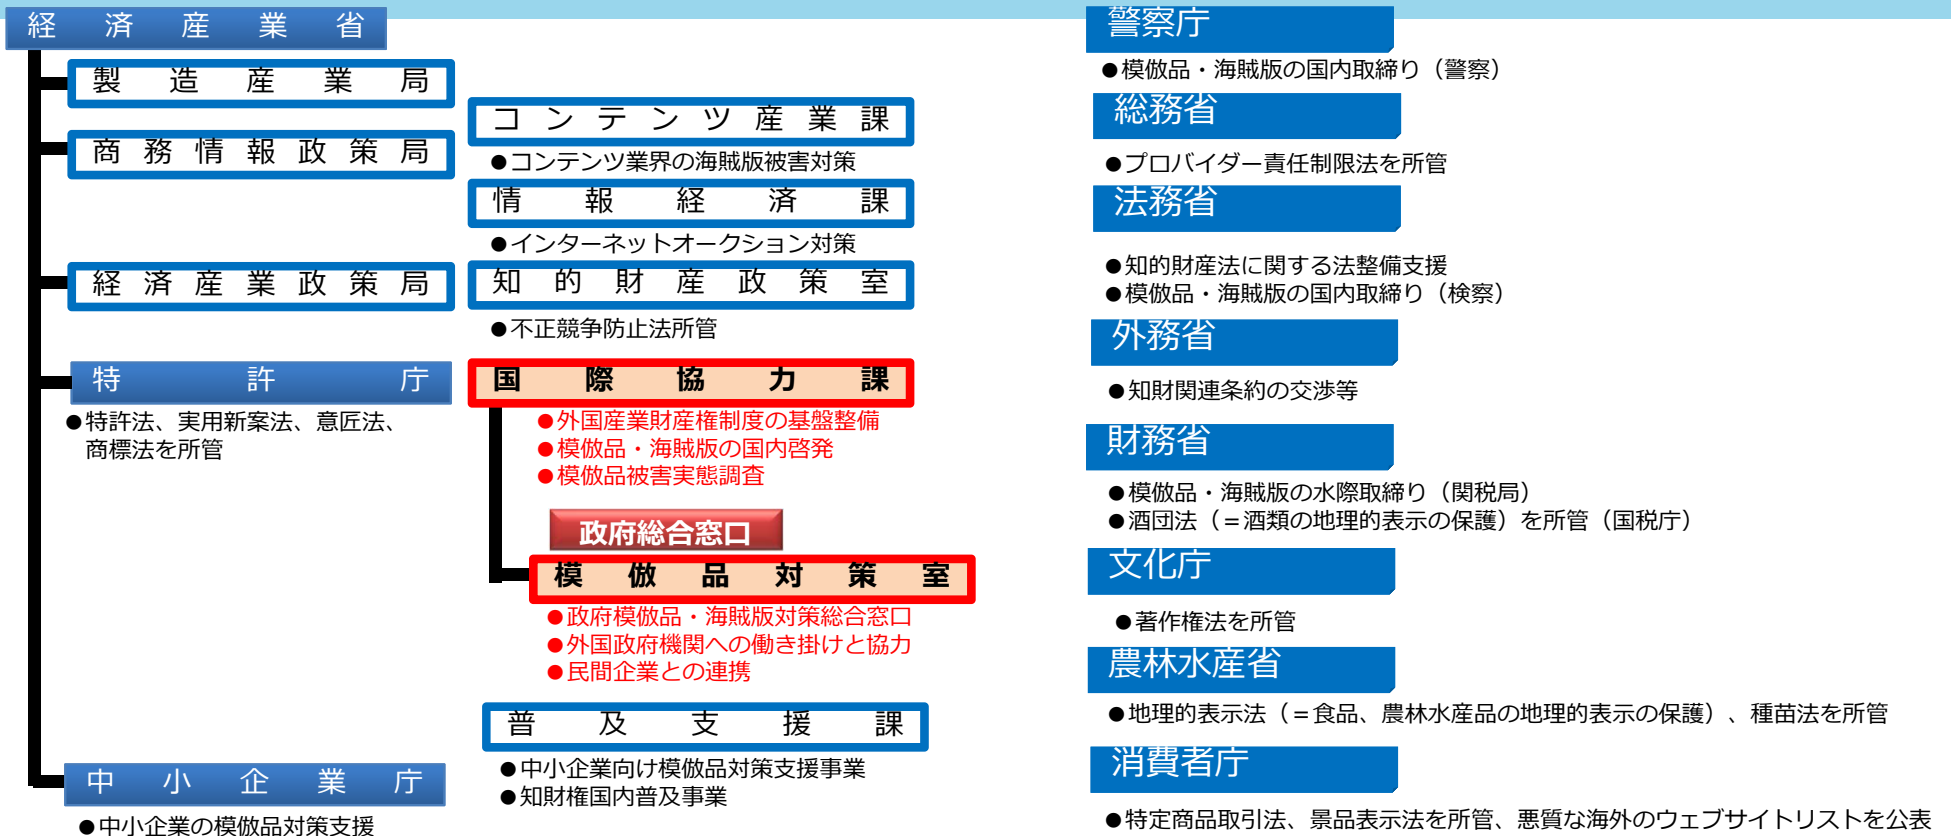 経済産業省
製造産業局
商務情報政策局
コンテンツ産業課
●コンテンツ業界の海賊版被害対策
情報経済課
●インターネットオークション対策
経済産業政策局
知的財産政策室
●不正競争防止法所管
特許庁
●特許法、実用新案法、意匠法、
商標法を所管
国際協力課
●外国産業財産権制度の基盤整備
●模倣品・海賊版の国内啓発
●模倣品被害実態調査
政府総合窓口
模倣品対策室
●政府模倣品・海賊版対策総合窓口
●外国政府機関への働き掛けと協力
●民間企業との連携
普及支援課
●中小企業向け模倣品対策支援事業
●知財権国内普及事業
中小企業庁
●中小企業の模倣品対策支援
警察庁
●模倣品・海賊版の国内取締り（警察）
総務省
●プロバイダー責任制限法を所管
法務省
●知的財産法に関する法整備支援
●模倣品・海賊版の国内取締り（検察）
外務省
●知財関連条約の交渉等
財務省
●模倣品・海賊版の水際取締り（関税局）
●酒団法（＝酒類の地理的表示の保護）を所管（国税庁）
文化庁
●著作権法を所管
農林水産省
●地理的表示法（＝食品、農林水産品の地理的表示の保護）、種苗法を所管
消費者庁
●特定商品取引法、景品表示法を所管、悪質な海外のウェブサイトリストを公表